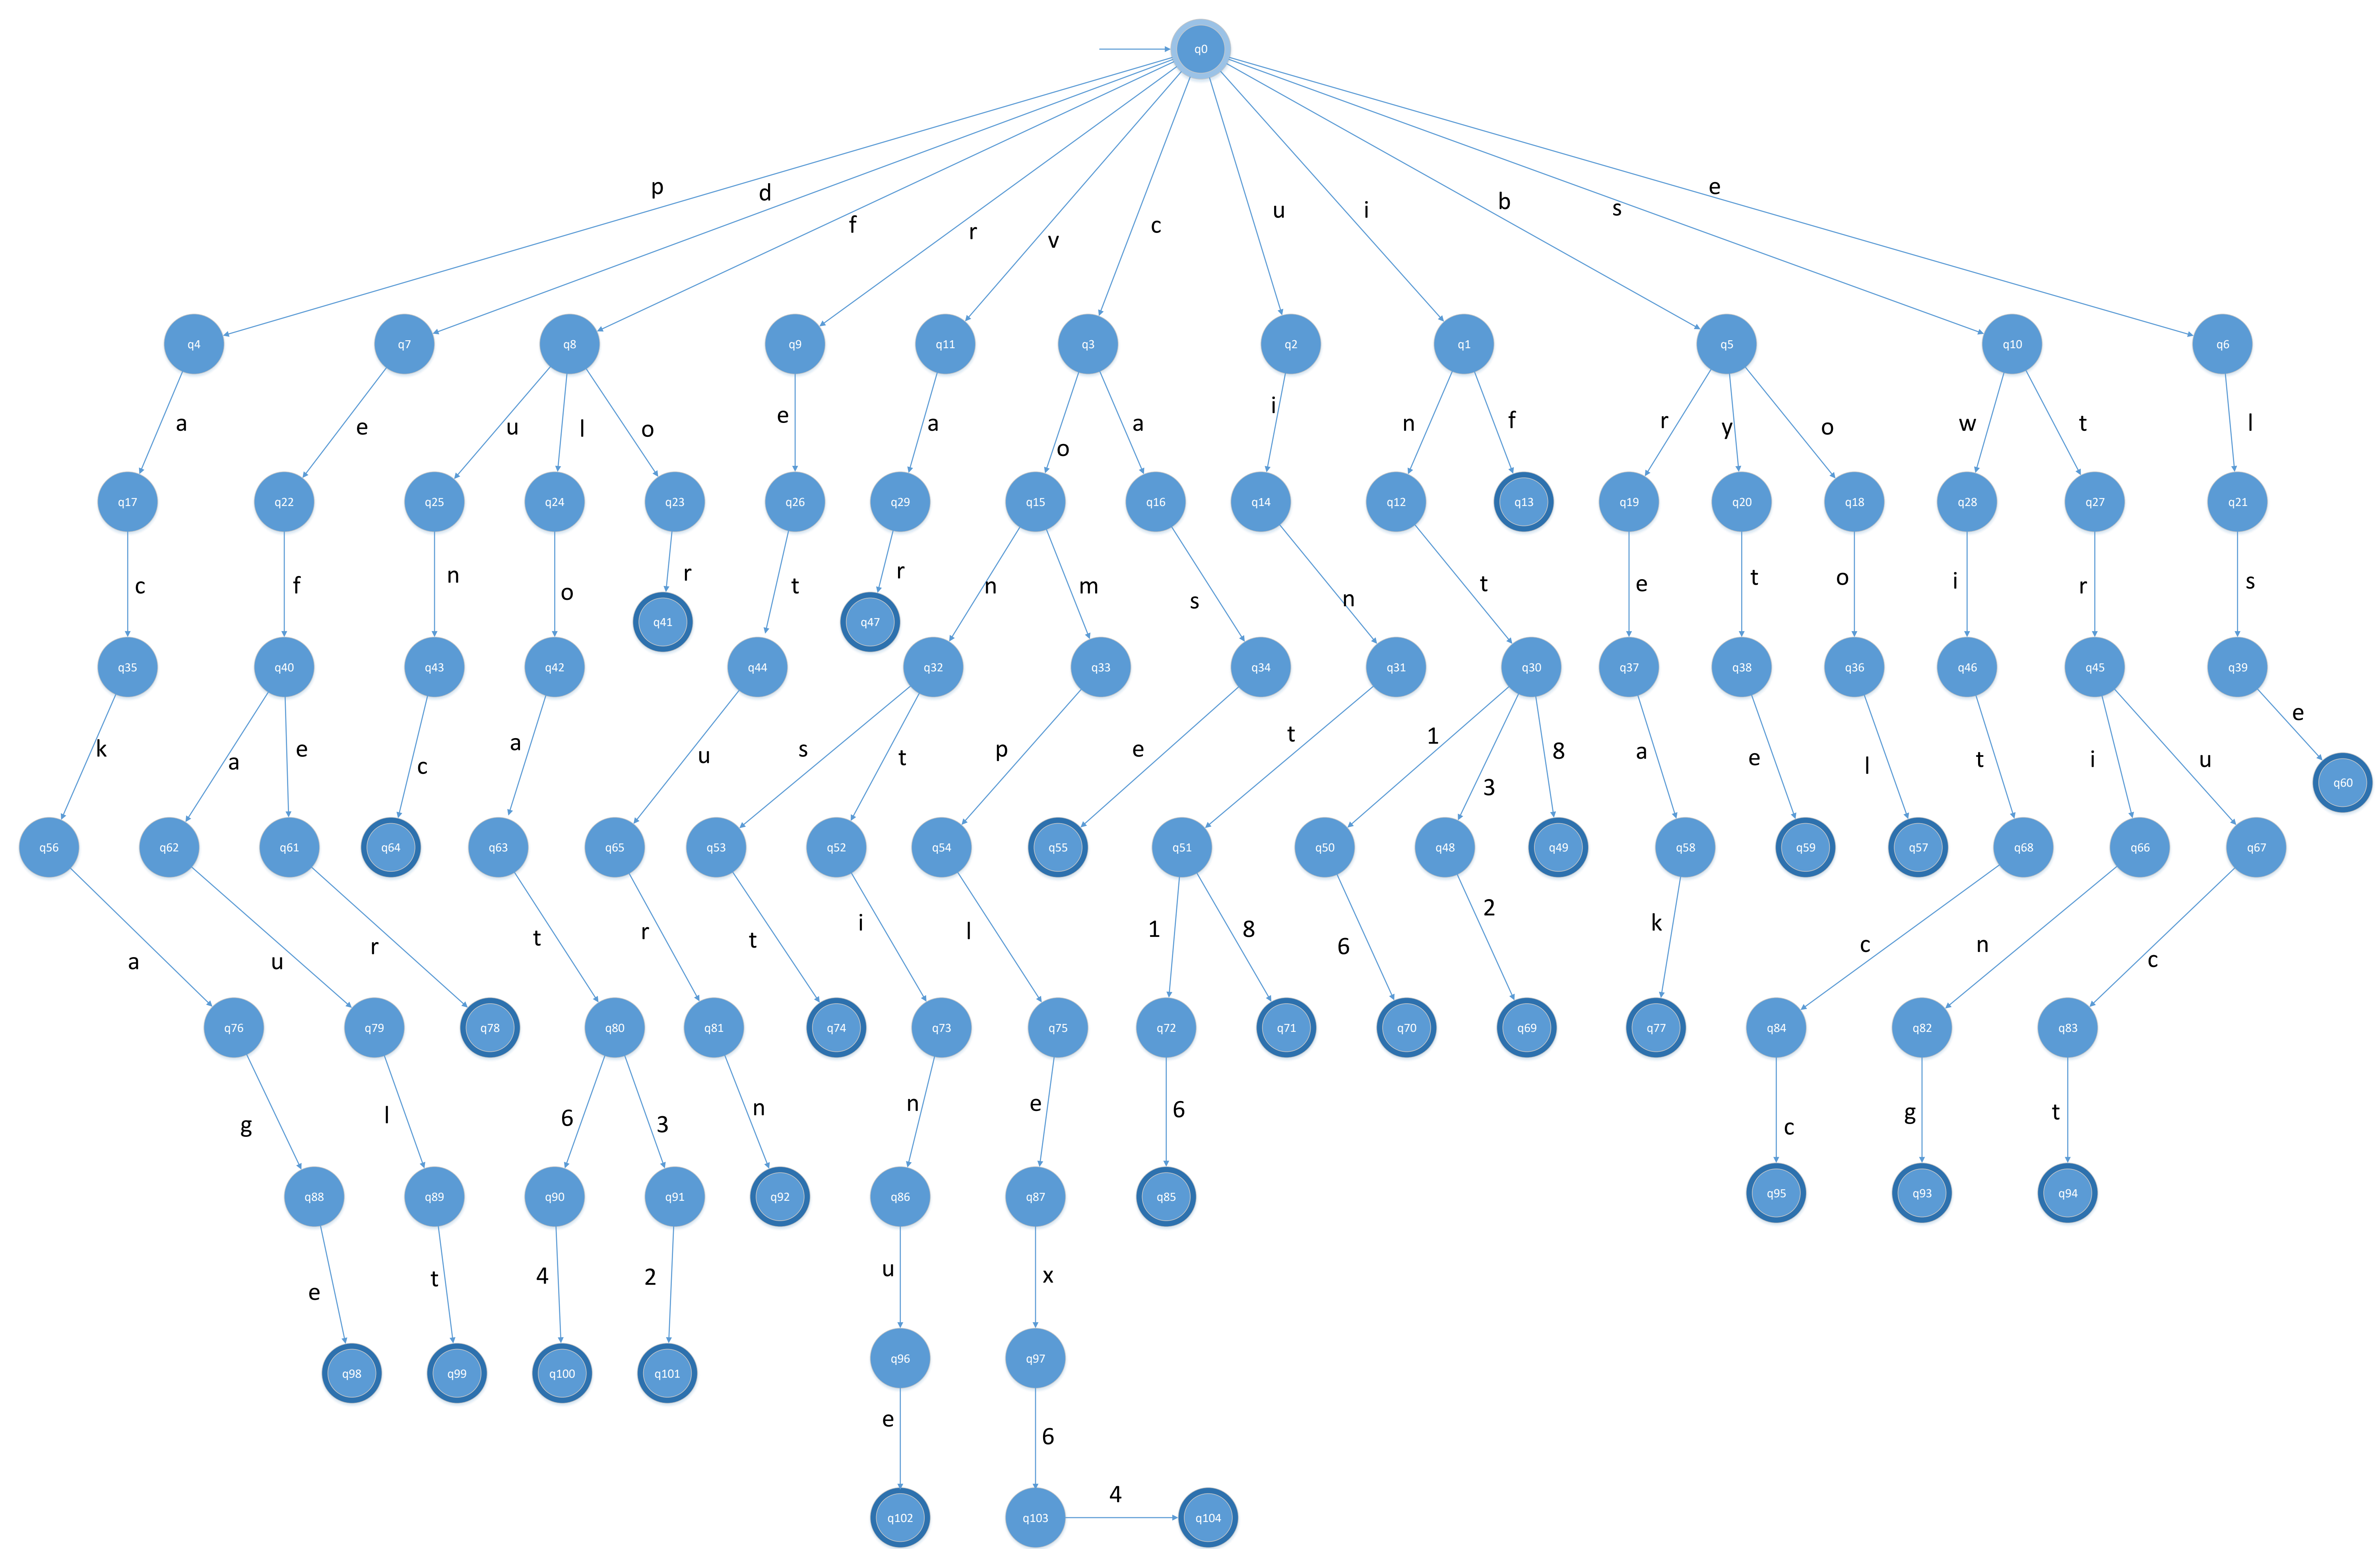 q0
p d f r v c u i b s e
q4 q7 q8 q9 q11 q3 q2 q1 q5 q10 q6
a e u l o e a o a i n f r y o w t l
q17 q22 q25 q24 q23 q26 q29 q15 q16 q14 q12 q13 q19 q20 q18 q28 q27 q21
c f n o r t r n m s n t e t o i r s
q41 q47
q35 q40 q43 q42 q44 q32 q33 q34 q31 q30 q37 q38 q36 q46 q45 q39
k a e c a u s t p e t 1 3 8 a e l t i u e
q60
q56 q62 q61 q64 q63 q65 q53 q52 q54 q55 q51 q50 q48 q49 q58 q59 q57 q68 q66 q67
a u r t r t i l 1 8 6 2 k c n c
q76 q79 q78 q80 q81 q74 q73 q75 q72 q71 q70 q69 q77 q84 q82 q83
g l 6 3 n n e 6 c g t
q88 q89 q90 q91 q92 q86 q87 q85 q95 q93 q94
e t 4 2 u x
q98 q99 q100 q101 q96 q97
e 6
q102 q103 4 q104